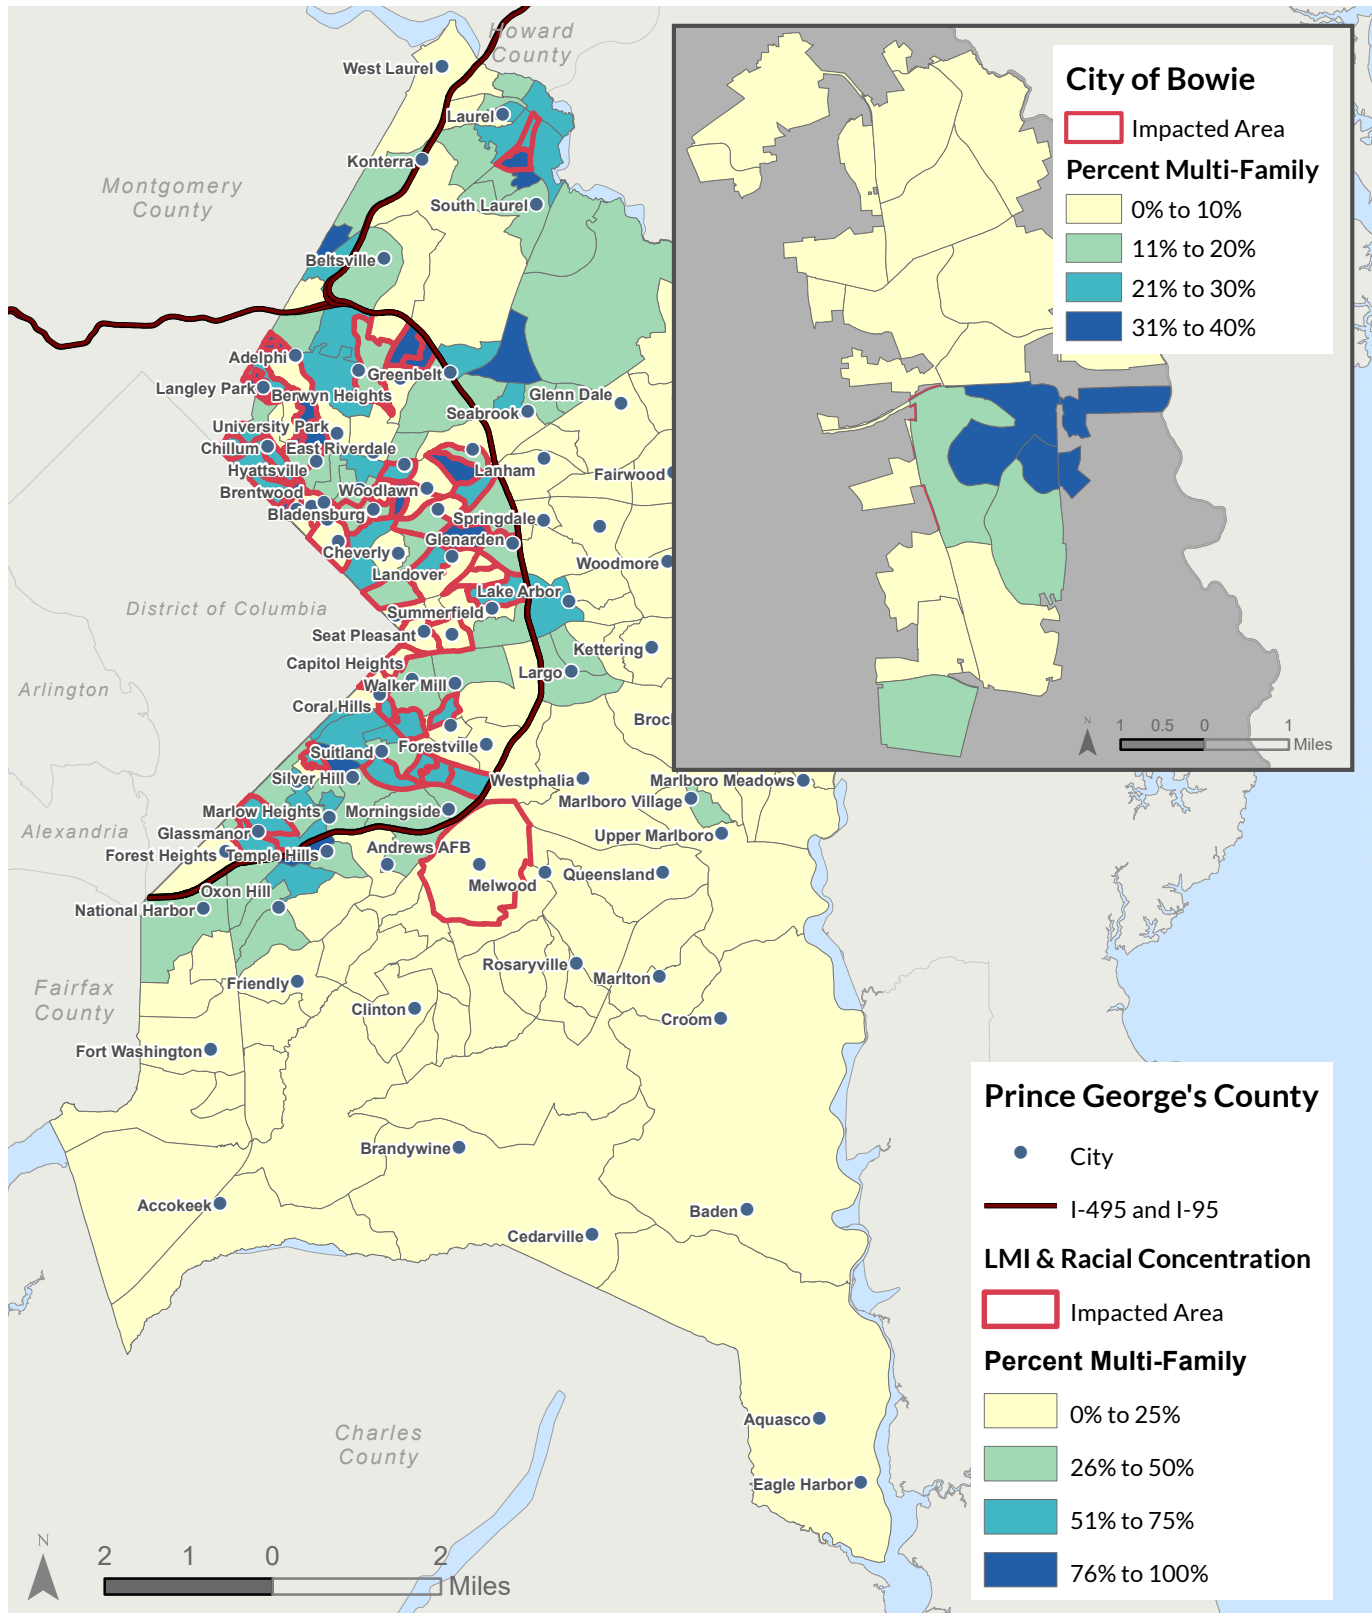 Howard
County
West Laurel
Laurel
Konterra
Montgomery
County
South Laurel
Beltsville
Adelphi
Langley Park
Greenbelt
Berwyn Heights
Glenn Dale
Seabrook
University Park
Chillum
East Riverdale
Hyattsville
Lanham
Fairwood
Brentwood
Woodlawn
Bladensburg
Springdale
Glenarden
Cheverly
Woodmore
Landover
Lake Arbor
District of Columbia
Summerfield
Seat Pleasant
Kettering
Capitol Heights
Largo
Walker Mill
Arlington
Coral Hills
Broc
Forestville
Suitland
Silver Hill
Westphalia
Marlboro Meadows
Marlboro Village
Marlow Heights
Morningside
Alexandria
Glassmanor
Upper Marlboro
Forest Heights
Temple Hills
Andrews AFB
Melwood
Queensland
Oxon Hill
National Harbor
Rosaryville
Marlton
Fairfax
County
Friendly
Clinton
Croom
Fort Washington
Brandywine
Accokeek
Baden
Cedarville
Charles
County
Aquasco
Eagle Harbor
N
2 1 0 2
Miles
City of Bowie
Impacted Area
Percent Multi-Family
0% to 10%
11% to 20%
21% to 30%
31% to 40%
N
1 0.5 0 1
Miles
Prince George's County
City
I-495 and I-95
LMI & Racial Concentration
Impacted Area
Percent Multi-Family
0% to 25%
26% to 50%
51% to 75%
76% to 100%